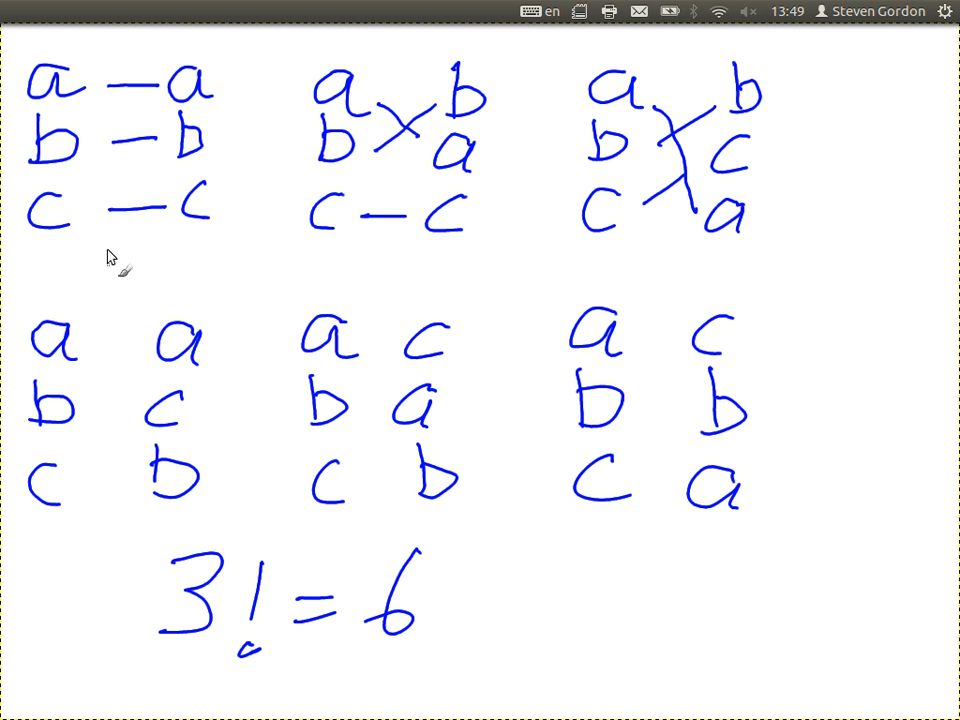 en 13:49 Steven Gordon
a — a a b a b
b — b b a b c
c — c c — c c a
a a a c a c
b c b a b b
c b c b c a
3! = 6